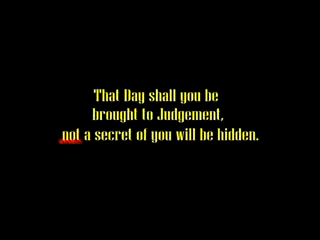 That Day shall you be
brought to Judgement,
not a secret of you will be hidden.